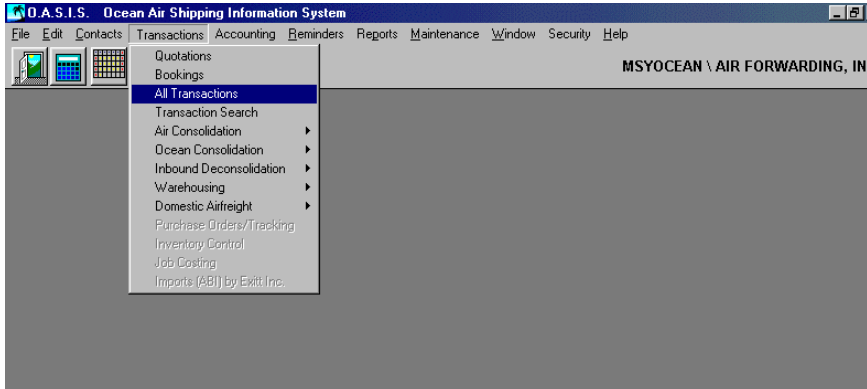 O.A.S.I.S. Ocean Air Shipping Information System
File Edit Contacts Transactions Accounting Reminders Reports Maintenance Window Security Help
MSYOCEAN \ AIR FORWARDING, IN
Quotations
Bookings
All Transactions
Transaction Search
Air Consolidation
Ocean Consolidation
Inbound Deconsolidation
Warehousing
Domestic Airfreight
Purchase Orders/Tracking
Inventory Control
Job Costing
Imports (ABI) by Exitt Inc.